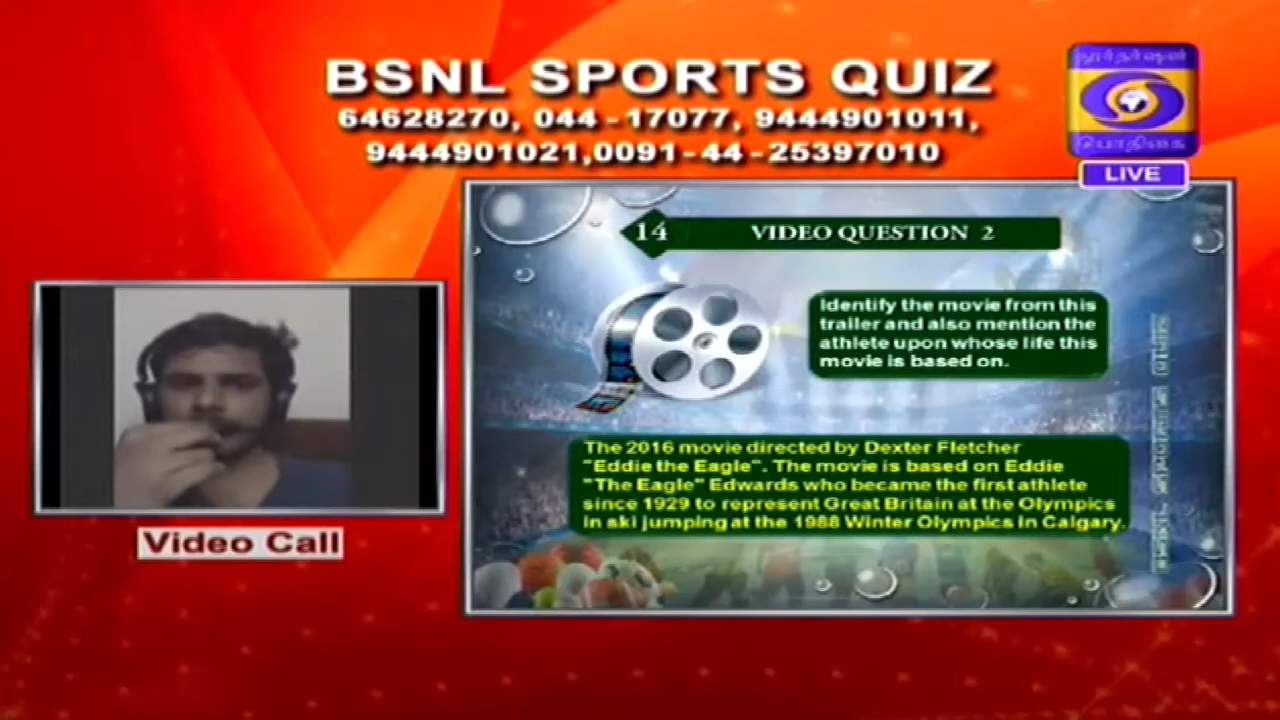 BSNL SPORTS QUIZ
64628270, 044 - 17077, 9444901011,
9444901021,0091 - 44 - 25397010
தூர்தர்ஷன்
பொதிகை
LIVE
14
VIDEO QUESTION 2
Identify the movie from this
trailer and also mention the
athlete upon whose life this
movie is based on.
The 2016 movie directed by Dexter Fletcher
"Eddie the Eagle". The movie is based on Eddie
"The Eagle" Edwards who became the first athlete
since 1929 to represent Great Britain at the Olympics
in ski jumping at the 1988 Winter Olympics in Calgary.
Video Call